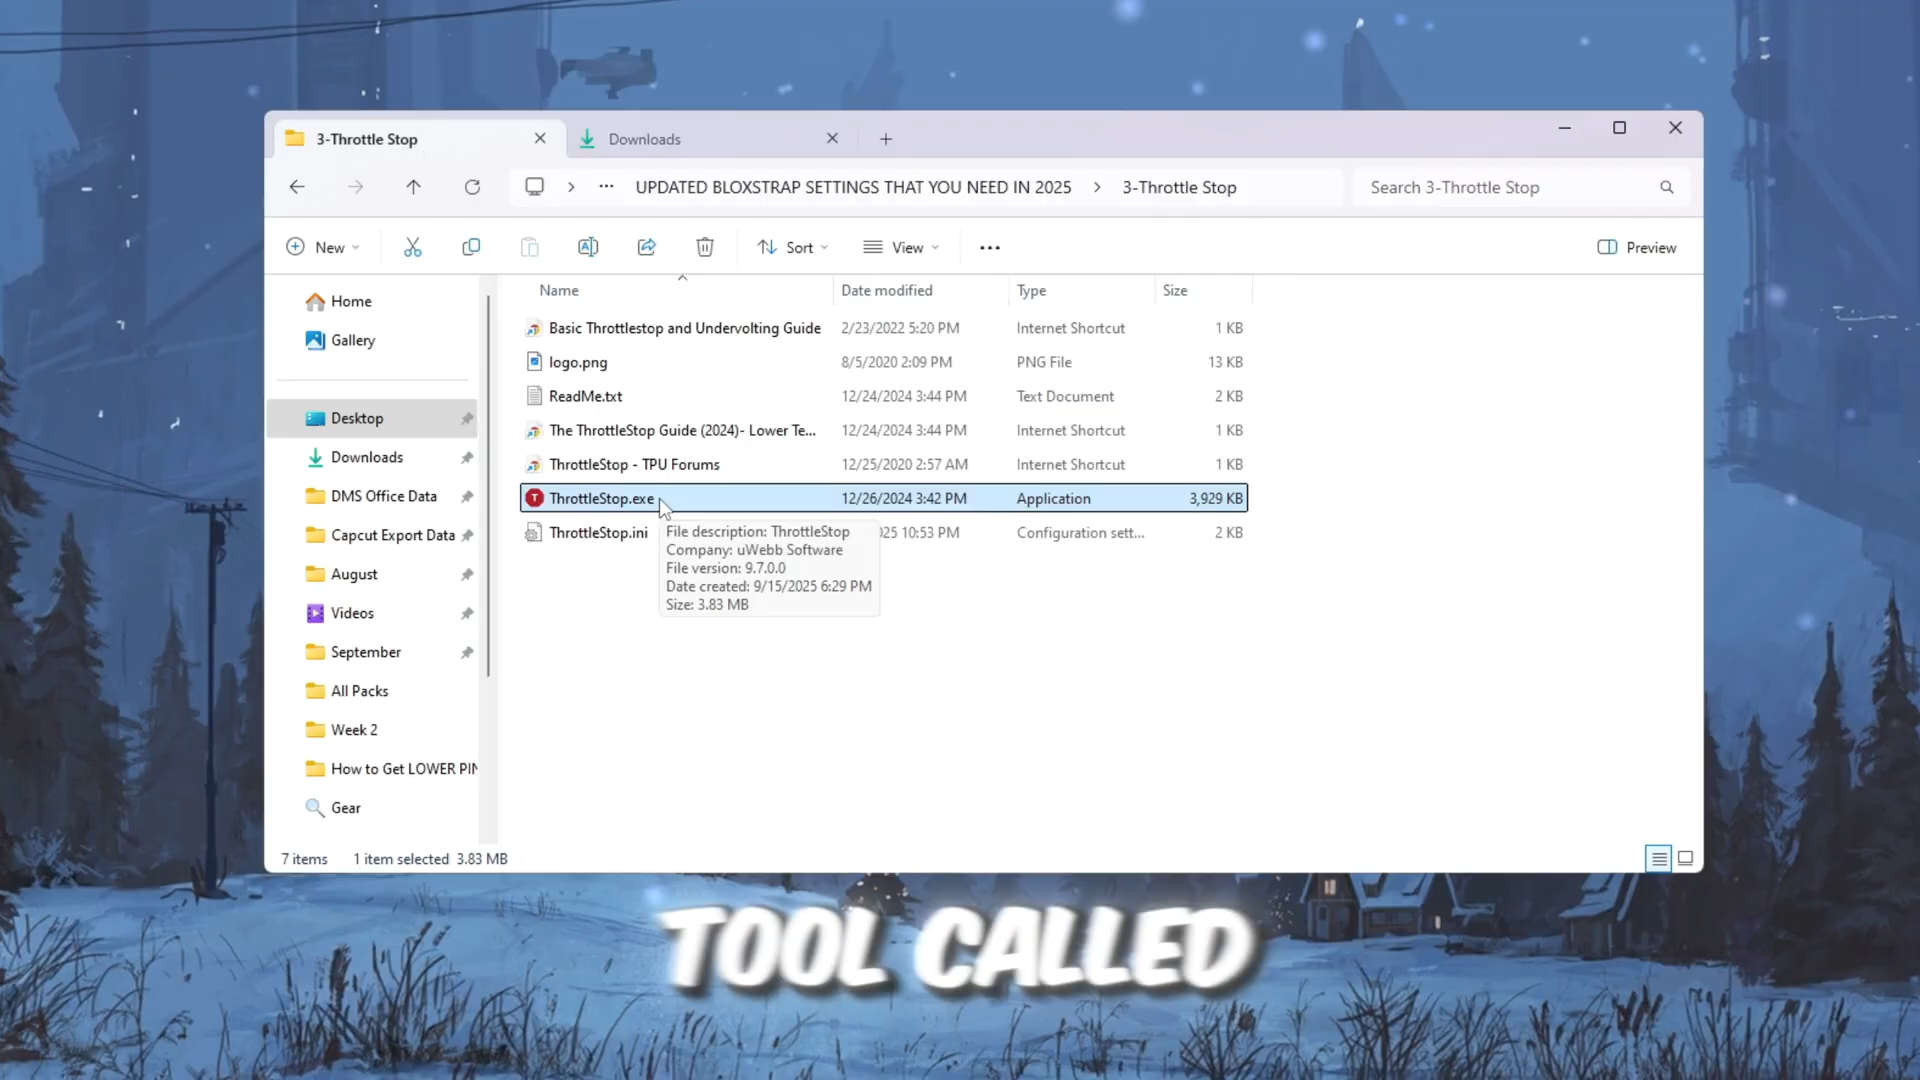 3-Throttle Stop
Downloads
UPDATED BLOXSTRAP SETTINGS THAT YOU NEED IN 2025 > 3-Throttle Stop
Search 3-Throttle Stop
New
Sort
View
Preview
Name Date modified Type Size
Home
Gallery
Desktop
Downloads
DMS Office Data
Capcut Export Data
August
Videos
September
All Packs
Week 2
How to Get LOWER PIN
Gear
Basic Throttlestop and Undervolting Guide 2/23/2022 5:20 PM Internet Shortcut 1 KB
logo.png 8/5/2020 2:09 PM PNG File 13 KB
ReadMe.txt 12/24/2024 3:44 PM Text Document 2 KB
The ThrottleStop Guide (2024)- Lower Te... 12/24/2024 3:44 PM Internet Shortcut 1 KB
ThrottleStop - TPU Forums 12/25/2020 2:57 AM Internet Shortcut 1 KB
ThrottleStop.exe 12/26/2024 3:42 PM Application 3,929 KB
ThrottleStop.ini 025 10:53 PM Configuration sett... 2 KB
File description: ThrottleStop
Company: uWebb Software
File version: 9.7.0.0
Date created: 9/15/2025 6:29 PM
Size: 3.83 MB
7 items 1 item selected 3.83 MB
TOOL CALLED